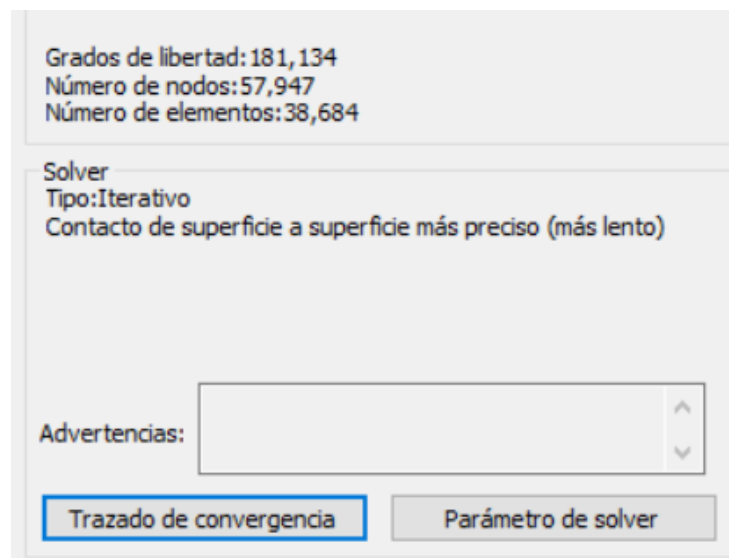 Grados de libertad:181,134
Número de nodos:57,947
Número de elementos:38,684
Solver
Tipo:Iterativo
Contacto de superficie a superficie más preciso (más lento)
Advertencias:
Trazado de convergencia
Parámetro de solver